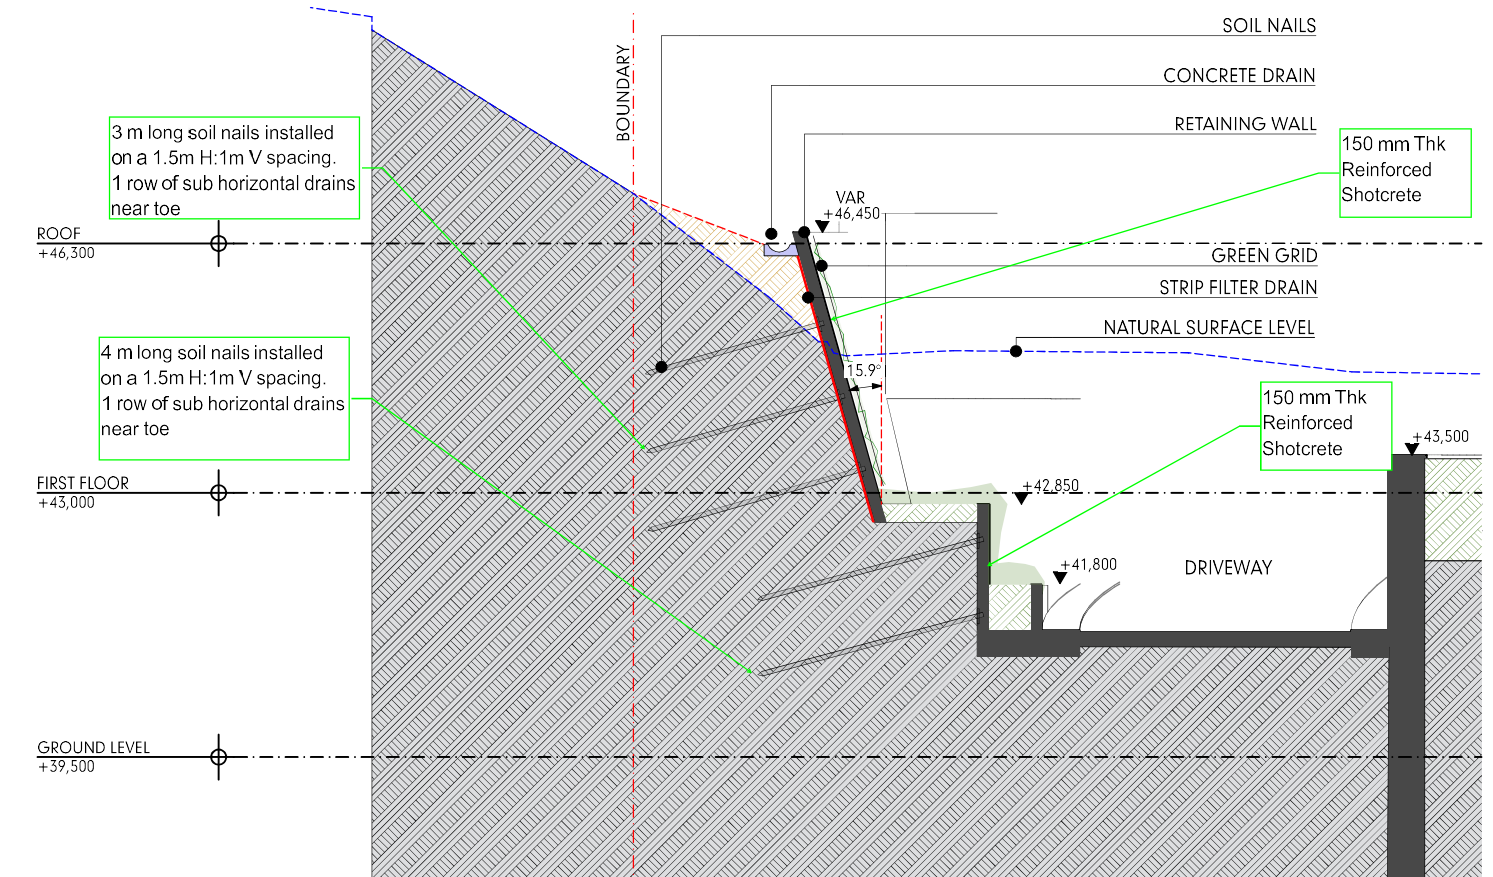 SOIL NAILS
CONCRETE DRAIN
BOUNDARY
RETAINING WALL
3 m long soil nails installed
on a 1.5m H:1m V spacing.
1 row of sub horizontal drains
near toe
150 mm Thk
Reinforced
Shotcrete
VAR
+46,450
ROOF
+46,300
GREEN GRID
STRIP FILTER DRAIN
NATURAL SURFACE LEVEL
4 m long soil nails installed
on a 1.5m H:1m V spacing.
1 row of sub horizontal drains
near toe
15.9°
150 mm Thk
Reinforced
Shotcrete
+43,500
FIRST FLOOR
+43,000
+42,850
+41,800
DRIVEWAY
GROUND LEVEL
+39,500